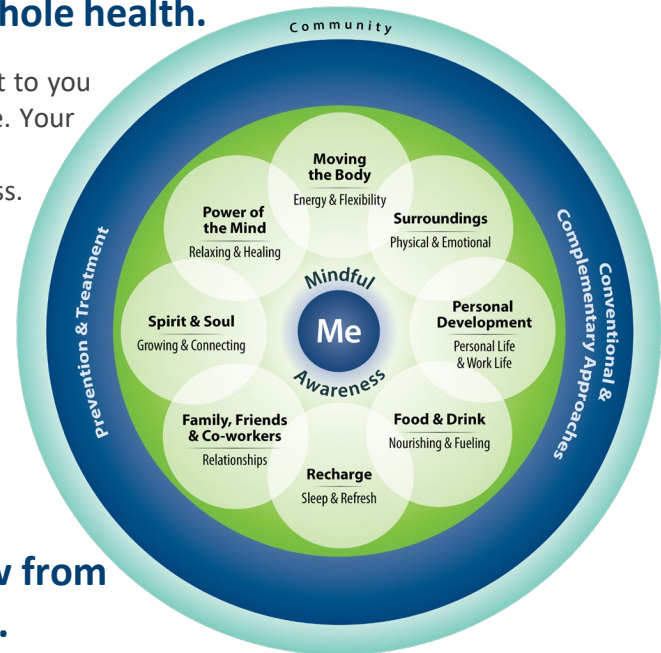 hole health.
t to you
e. Your
ss.
Community
Prevention & Treatment
Conventional &
Complementary Approaches
Moving
the Body
Energy & Flexibility
Surroundings
Physical & Emotional
Personal
Development
Personal Life
& Work Life
Food & Drink
Nourishing & Fueling
Recharge
Sleep & Refresh
Family, Friends
& Co-workers
Relationships
Spirit & Soul
Growing & Connecting
Power of
the Mind
Relaxing & Healing
Mindful
Me
Awareness
w from
.